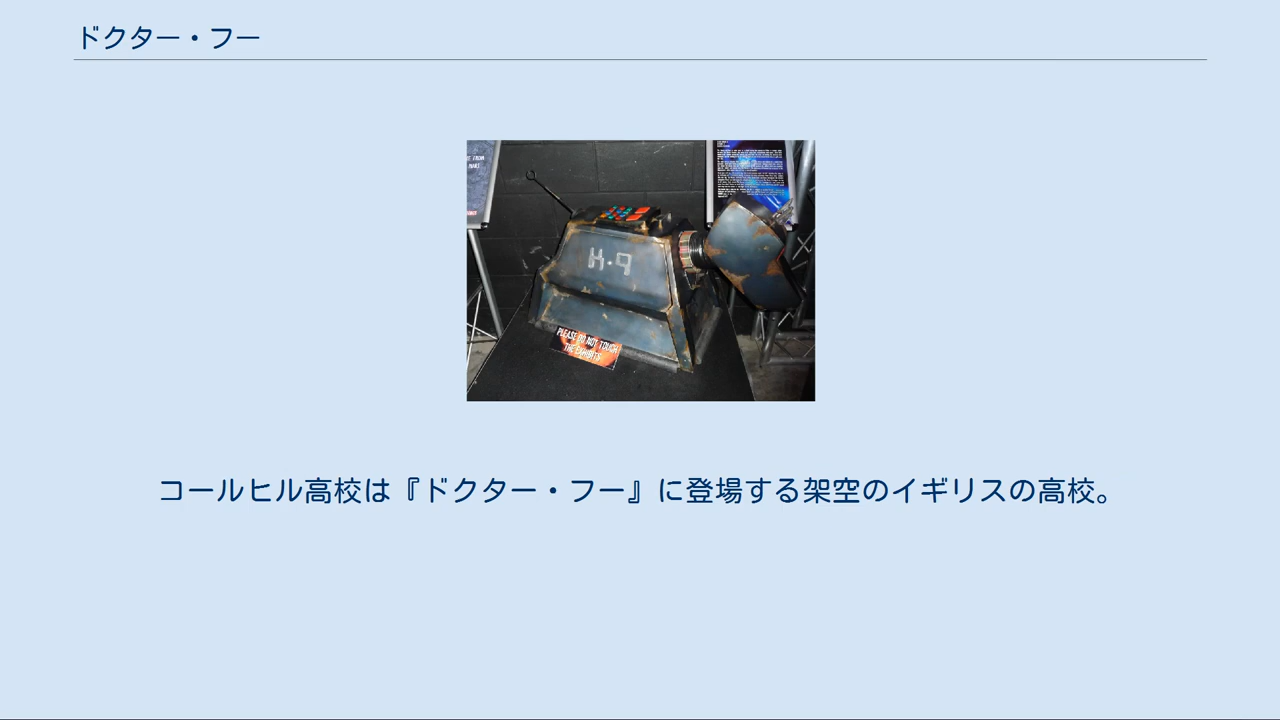 ドクター・フー
K·9
PLEASE DO NOT TOUCH
THE EXHIBITS
コールヒル高校は『ドクター・フー』に登場する架空のイギリスの高校。